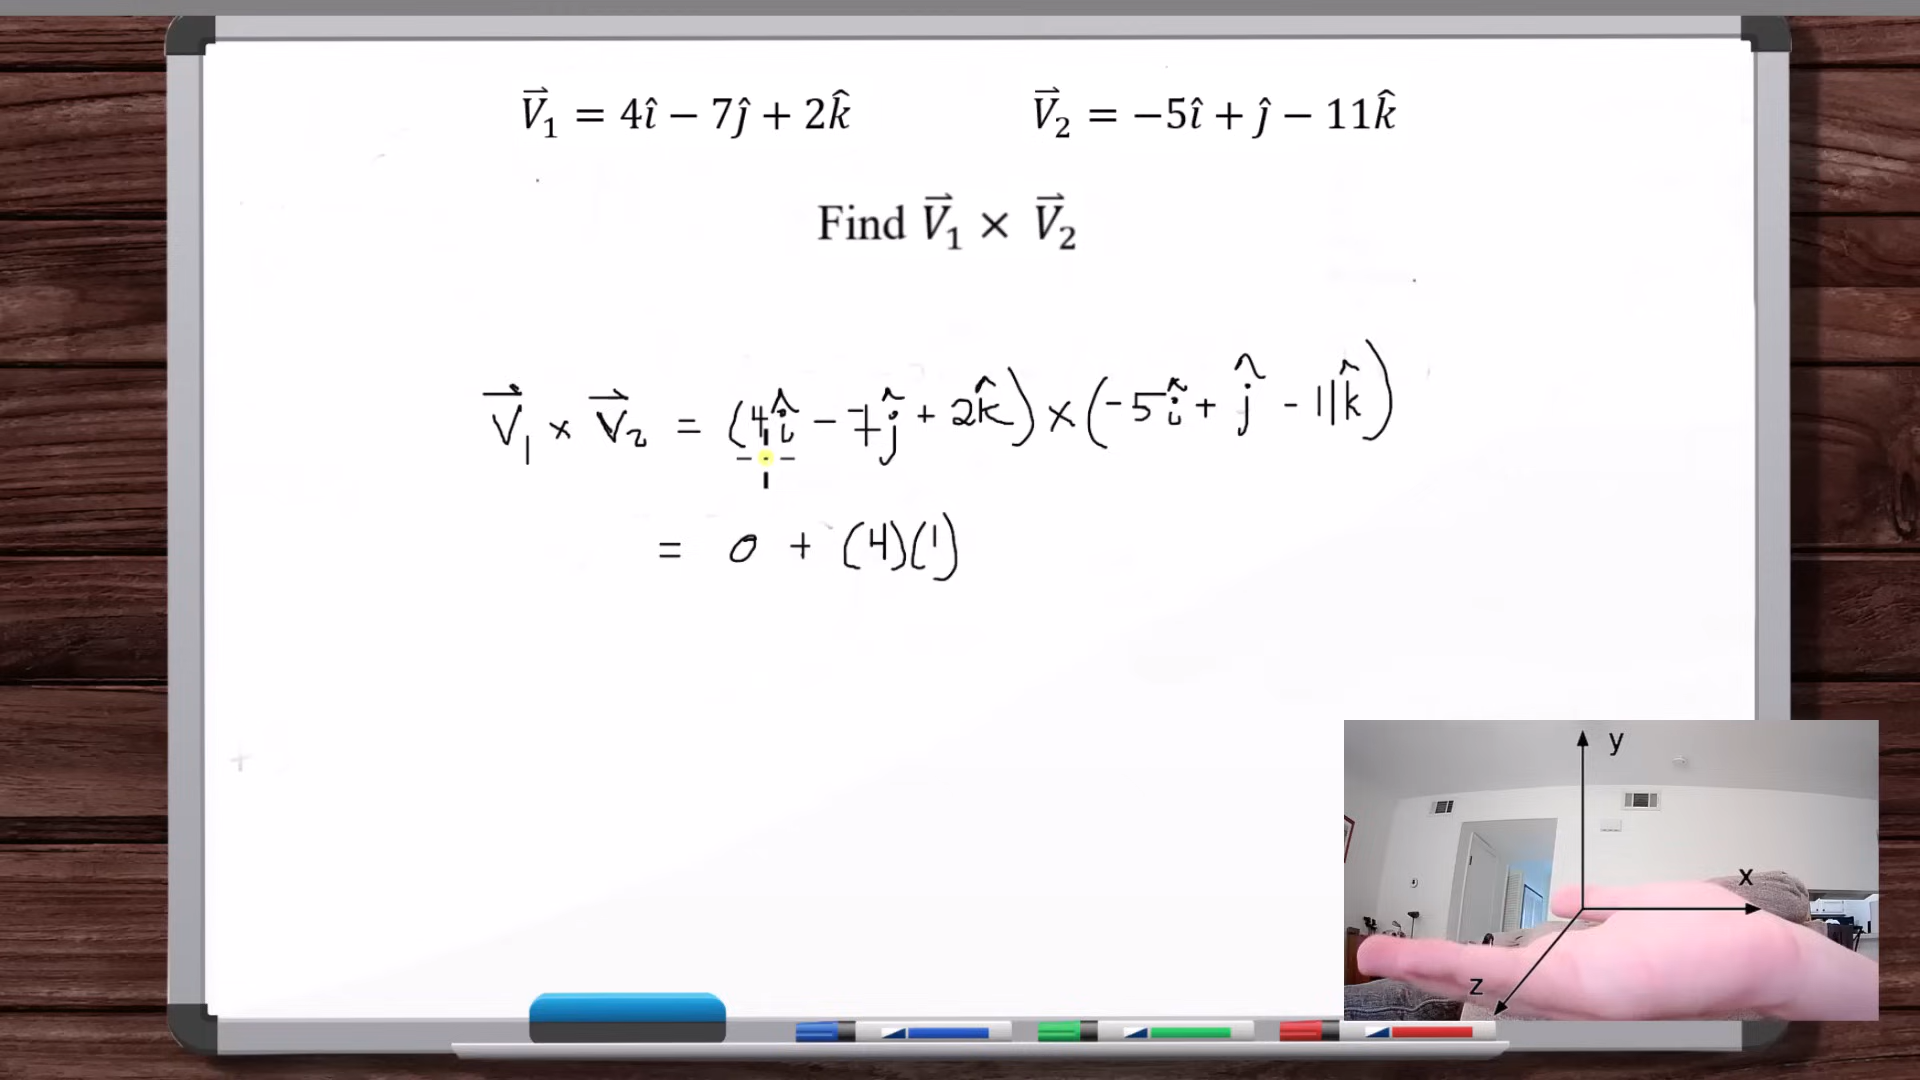 V⃗₁ = 4î − 7ĵ + 2k̂
V⃗₂ = −5î + ĵ − 11k̂
Find V⃗₁ × V⃗₂
V⃗₁ × V⃗₂ = (4î − 7ĵ + 2k̂) × (−5î + ĵ − 11k̂)
= 0 + (4)(1)
y
x
z